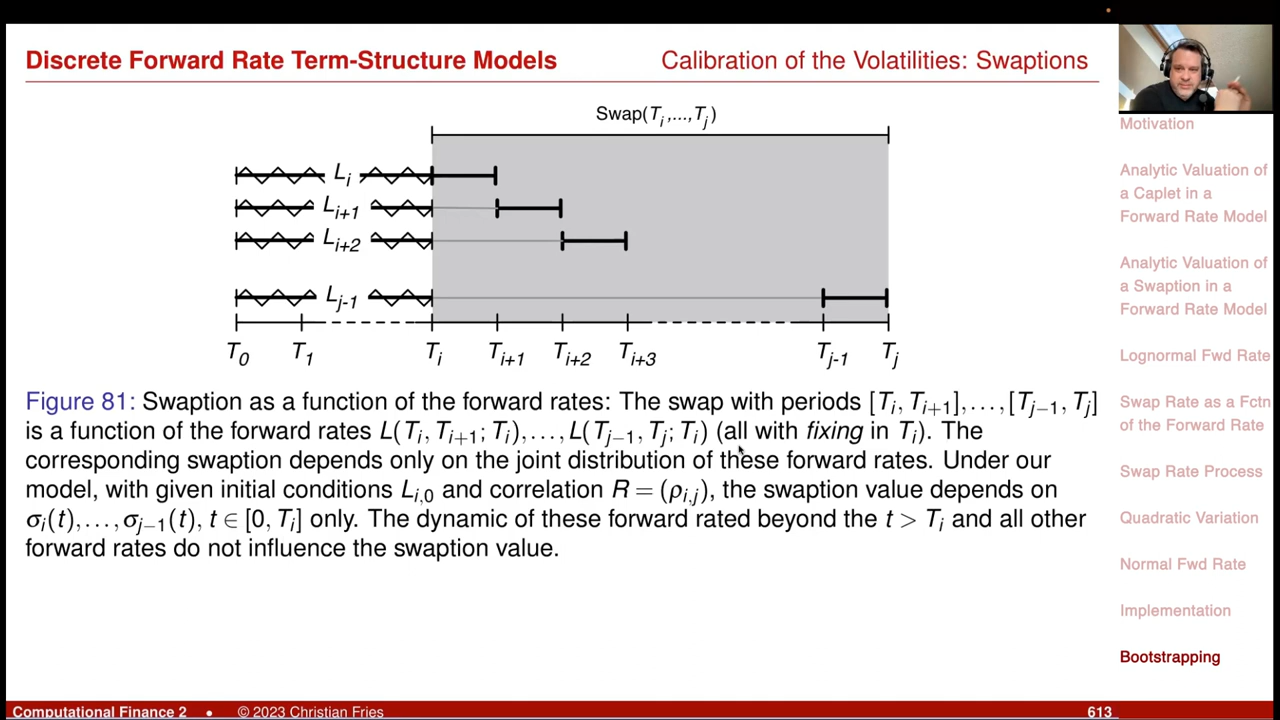 Discrete Forward Rate Term-Structure Models
Calibration of the Volatilities: Swaptions
Swap(T_i,...,T_j)
L_i
L_{i+1}
L_{i+2}
L_{j-1}
T_0 T_1 T_i T_{i+1} T_{i+2} T_{i+3} T_{j-1} T_j
Figure 81: Swaption as a function of the forward rates: The swap with periods [T_i, T_{i+1}],…,[T_{j−1}, T_j]
is a function of the forward rates L(T_i, T_{i+1}; T_i),…, L(T_{j−1}, T_j; T_i) (all with fixing in T_i). The
corresponding swaption depends only on the joint distribution of these forward rates. Under our
model, with given initial conditions L_{i,0} and correlation R = (ρ_{i,j}), the swaption value depends on
σ_i(t),…,σ_{j−1}(t), t ∈ [0, T_i] only. The dynamic of these forward rated beyond the t > T_i and all other
forward rates do not influence the swaption value.
Motivation
Analytic Valuation of
a Caplet in a
Forward Rate Model
Analytic Valuation of
a Swaption in a
Forward Rate Model
Lognormal Fwd Rate
Swap Rate as a Fctn
of the Forward Rate
Swap Rate Process
Quadratic Variation
Normal Fwd Rate
Implementation
Bootstrapping
Computational Finance 2 • © 2023 Christian Fries
613